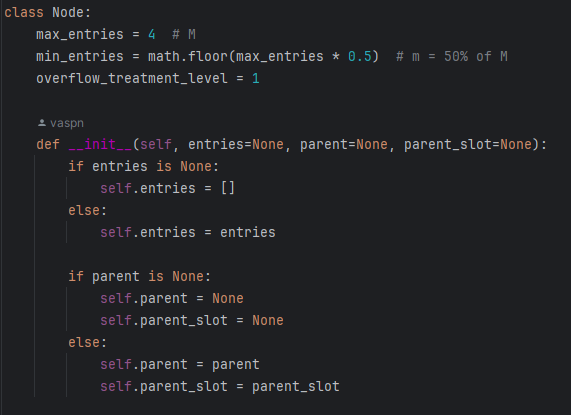 class Node:
    max_entries = 4  # M
    min_entries = math.floor(max_entries * 0.5)  # m = 50% of M
    overflow_treatment_level = 1
    vaspn
    def __init__(self, entries=None, parent=None, parent_slot=None):
        if entries is None:
            self.entries = []
        else:
            self.entries = entries
        if parent is None:
            self.parent = None
            self.parent_slot = None
        else:
            self.parent = parent
            self.parent_slot = parent_slot